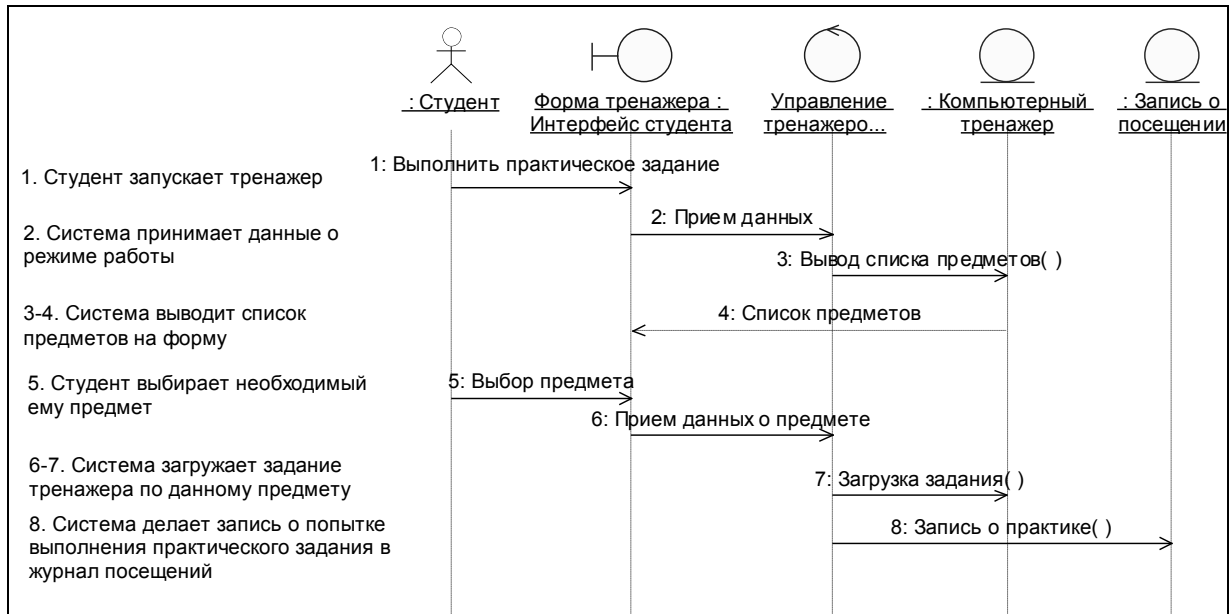 : Студент
Форма тренажера :
Интерфейс студента
Управление
тренажеро...
: Компьютерный
тренажер
: Запись о
посещении
1. Студент запускает тренажер
1: Выполнить практическое задание
2. Система принимает данные о
режиме работы
2: Прием данных
3: Вывод списка предметов( )
3-4. Система выводит список
предметов на форму
4: Список предметов
5. Студент выбирает необходимый
ему предмет
5: Выбор предмета
6: Прием данных о предмете
6-7. Система загружает задание
тренажера по данному предмету
7: Загрузка задания( )
8. Система делает запись о попытке
выполнения практического задания в
журнал посещений
8: Запись о практике( )